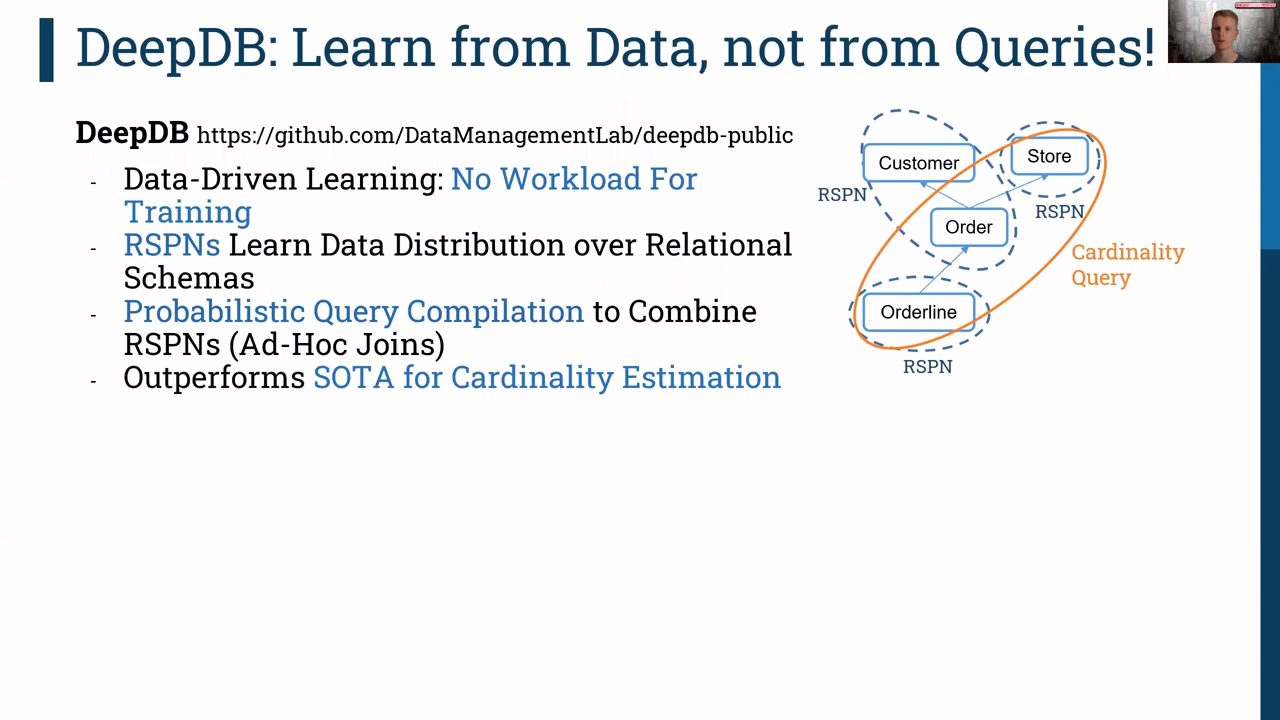 DeepDB: Learn from Data, not from Queries!
DeepDB https://github.com/DataManagementLab/deepdb-public
- Data-Driven Learning: No Workload For
Training
- RSPNs Learn Data Distribution over Relational
Schemas
- Probabilistic Query Compilation to Combine
RSPNs (Ad-Hoc Joins)
- Outperforms SOTA for Cardinality Estimation
Customer
Store
RSPN
RSPN
Order
Cardinality
Query
Orderline
RSPN